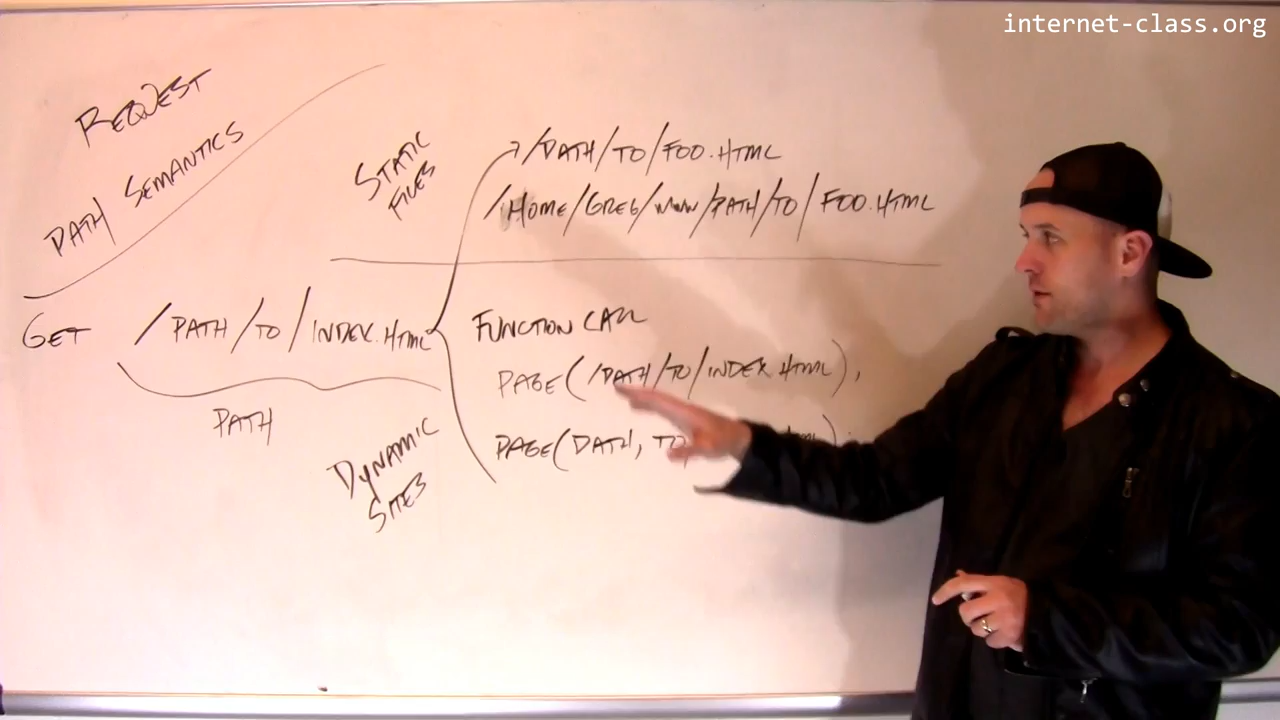 internet-class.org
REQUEST
PATH SEMANTICS
STATIC
FILES
/PATH/TO/FOO.HTML
/HOME/GREG/WWW/PATH/TO/FOO.HTML
GET /PATH/TO/INDEX.HTML
PATH
FUNCTION CALL
PAGE(/PATH/TO/INDEX.HTML);
PAGE(PATH, TO
DYNAMIC
SITES